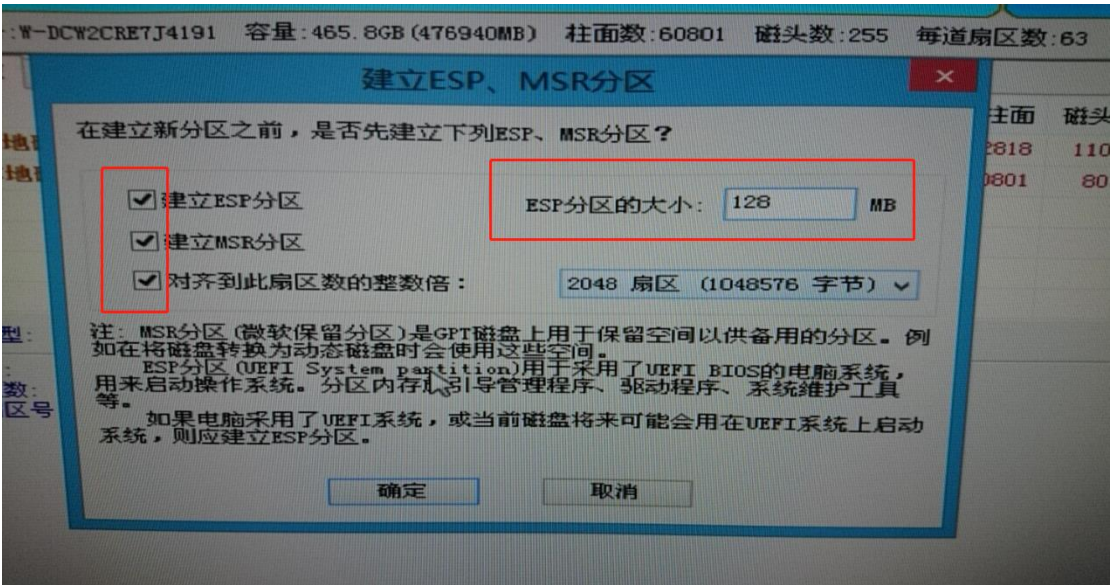 :W-DCW2CRE7J4191 容量:465.8GB(476940MB) 柱面数:60801 磁头数:255 每道扇区数:63
建立ESP、MSR分区
柱面 磁头
在建立新分区之前，是否先建立下列ESP、MSR分区？
2818 110
0801 80
建立ESP分区 ESP分区的大小: 128 MB
建立MSR分区
对齐到此扇区数的整数倍： 2048 扇区 (1048576 字节)
型:
注: MSR分区(微软保留分区)是GPT磁盘上用于保留空间以供备用的分区。例
如在将磁盘转换为动态磁盘时会使用这些空间。
ESP分区(UEFI System partition)用于采用了UEFI BIOS的电脑系统，
数:
用来启动操作系统。分区内存放引导管理程序、驱动程序、系统维护工具
区号
等。
如果电脑采用了UEFI系统，或当前磁盘将来可能会用在UEFI系统上启动
系统，则应建立ESP分区。
确定 取消